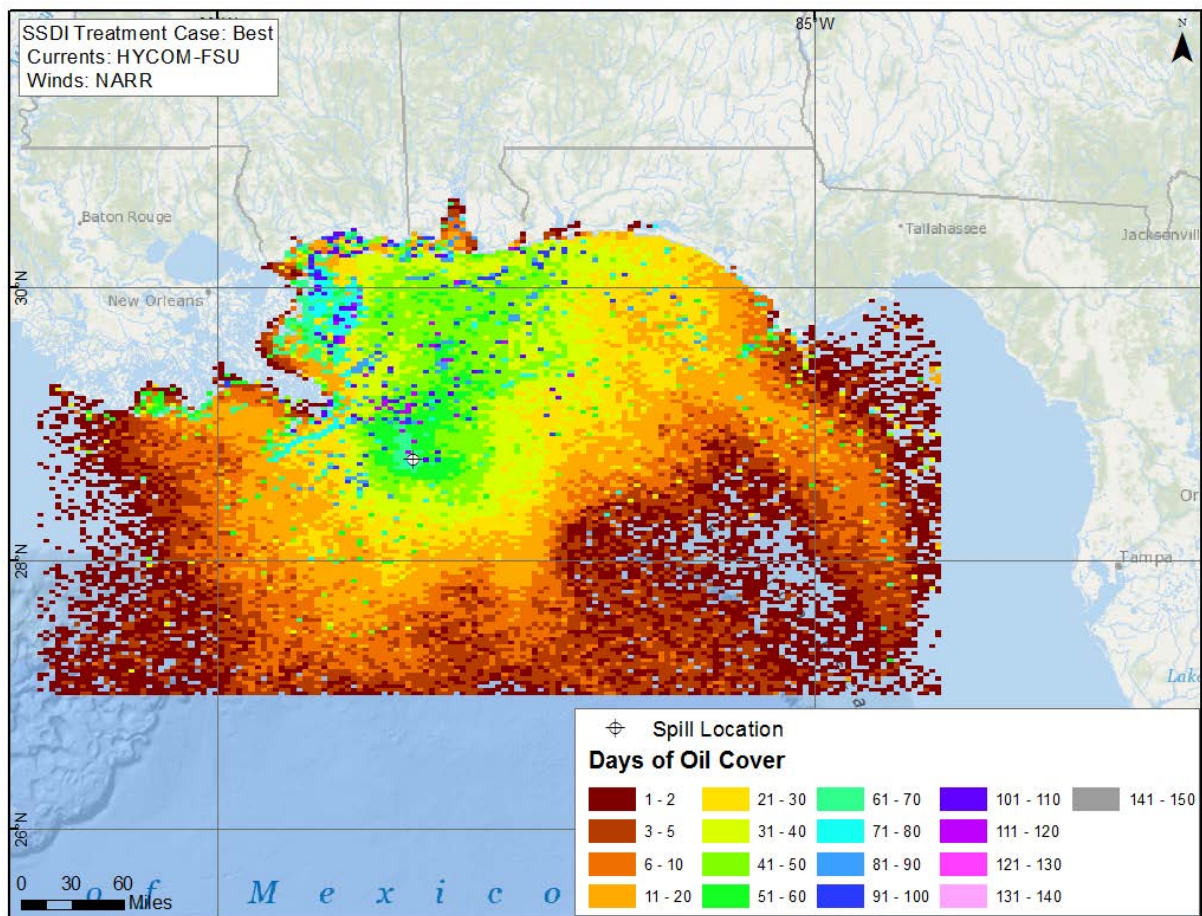 SSDI Treatment Case: Best
Currents: HYCOM-FSU
Winds: NARR
85°W
N
Baton Rouge
Tallahassee
Jacksonvill
New Orleans
30°N
Or
28°N
Tampa
Lake
a
26°N
Spill Location
Days of Oil Cover
1 - 2 21 - 30 61 - 70 101 - 110 141 - 150
3 - 5 31 - 40 71 - 80 111 - 120
6 - 10 41 - 50 81 - 90 121 - 130
11 - 20 51 - 60 91 - 100 131 - 140
0 30 60
Miles
of Mexico